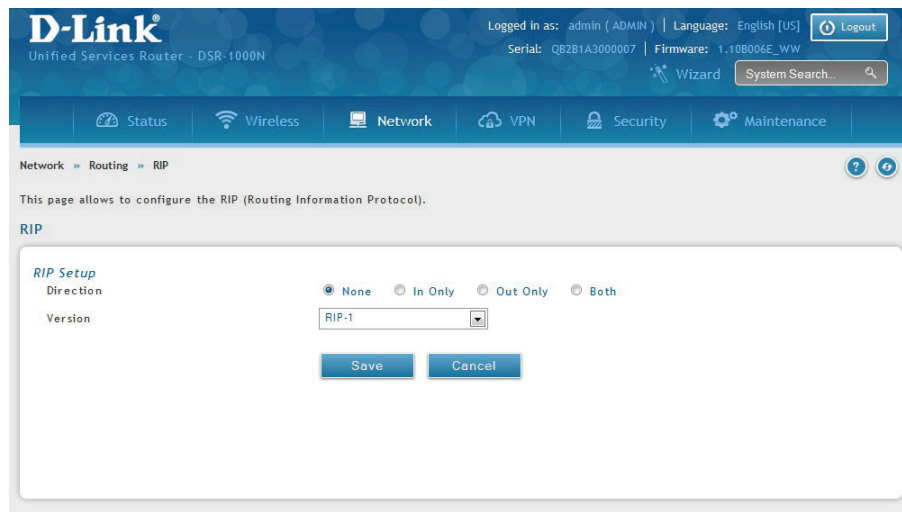 D-Link®
Unified Services Router - DSR-1000N
Logged in as: admin ( ADMIN ) | Language: English [US]
Logout
Serial: QB2B1A3000007 | Firmware: 1.10B006E_WW
Wizard
System Search...
Status
Wireless
Network
VPN
Security
Maintenance
Network » Routing » RIP
?
This page allows to configure the RIP (Routing Information Protocol).
RIP
RIP Setup
Direction
None
In Only
Out Only
Both
Version
RIP-1
Save
Cancel